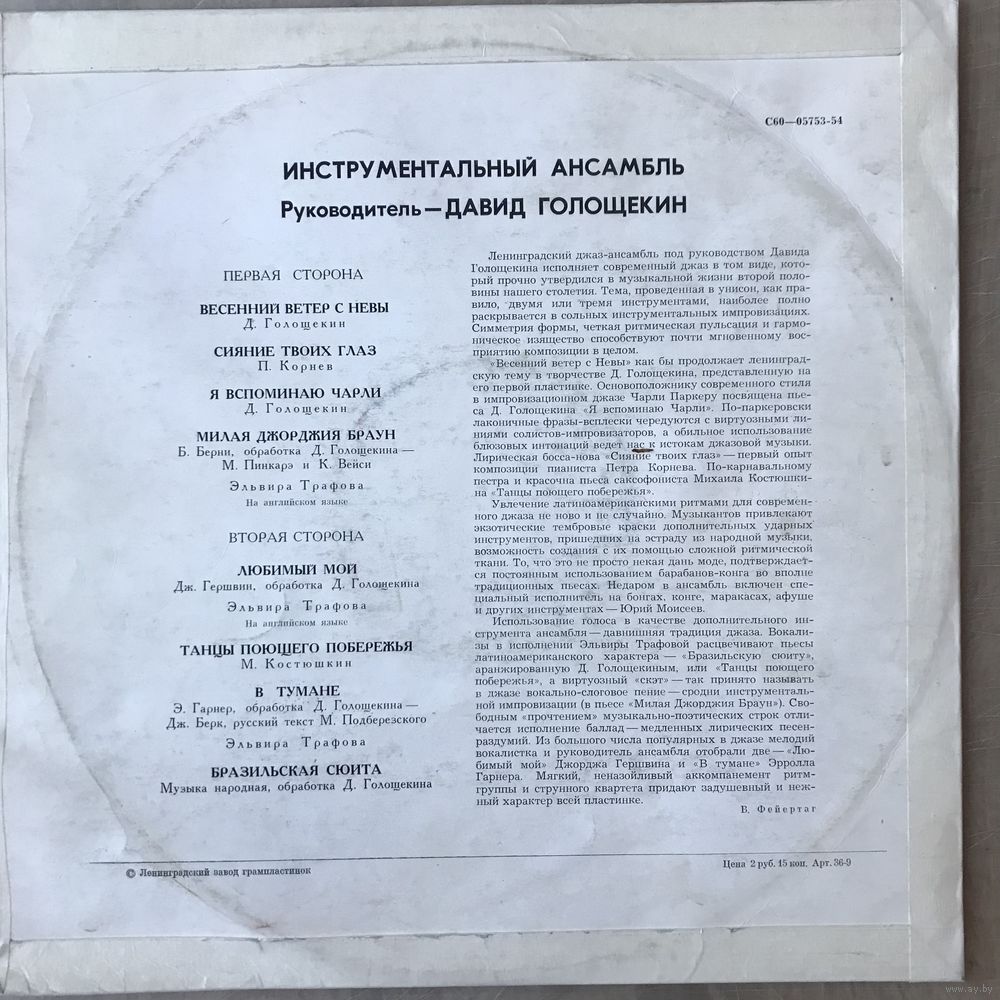 С60—05753-54
ИНСТРУМЕНТАЛЬНЫЙ АНСАМБЛЬ
Руководитель—ДАВИД ГОЛОЩЕКИН
ПЕРВАЯ СТОРОНА
ВЕСЕННИЙ ВЕТЕР С НЕВЫ
Д. Голощекин
СИЯНИЕ ТВОИХ ГЛАЗ
П. Корнев
Я ВСПОМИНАЮ ЧАРЛИ
Д. Голощекин
МИЛАЯ ДЖОРДЖИЯ БРАУН
Б. Берни, обработка Д. Голощекина—
М. Пинкарэ и К. Вейси
Эльвира Трафова
На английском языке
ВТОРАЯ СТОРОНА
ЛЮБИМЫЙ МОЙ
Дж. Гершвин, обработка Д. Голощекина
Эльвира Трафова
На английском языке
ТАНЦЫ ПОЮЩЕГО ПОБЕРЕЖЬЯ
М. Костюшкин
В ТУМАНЕ
Э. Гарнер, обработка Д. Голощекина—
Дж. Берк, русский текст М. Подберезского
Эльвира Трафова
БРАЗИЛЬСКАЯ СЮИТА
Музыка народная, обработка Д. Голощекина
Ленинградский джаз-ансамбль под руководством Давида
Голощекина исполняет современный джаз в том виде, кото-
рый прочно утвердился в музыкальной жизни второй поло-
вины нашего столетия. Тема, проведенная в унисон, как пра-
вило, двумя или тремя инструментами, наиболее полно
раскрывается в сольных инструментальных импровизациях.
Симметрия формы, четкая ритмическая пульсация и гармо-
ническое изящество способствуют почти мгновенному вос-
приятию композиции в целом.
«Весенний ветер с Невы» как бы продолжает ленинград-
скую тему в творчестве Д. Голощекина, представленную на
его первой пластинке. Основоположнику современного стиля
в импровизационном джазе Чарли Паркеру посвящена пье-
са Д. Голощекина «Я вспоминаю Чарли». По-паркеровски
лаконичные фразы-всплески чередуются с виртуозными ли-
ниями солистов-импровизаторов, а обильное использование
блюзовых интонаций ведет нас к истокам джазовой музыки.
Лирическая босса-нова «Сияние твоих глаз»—первый опыт
композиции пианиста Петра Корнева. По-карнавальному
пестра и красочна пьеса саксофониста Михаила Костюшки-
на «Танцы поющего побережья».
Увлечение латиноамериканскими ритмами для современ-
ного джаза не ново и не случайно. Музыкантов привлекают
экзотические тембровые краски дополнительных ударных
инструментов, пришедших на эстраду из народной музыки,
возможность создания с их помощью сложной ритмической
ткани. То, что это не просто некая дань моде, подтверждает-
ся постоянным использованием барабанов-конга во вполне
традиционных пьесах. Недаром в ансамбль включен спе-
циальный исполнитель на бонгах, конге, маракасах, афуше
и других инструментах—Юрий Моисеев.
Использование голоса в качестве дополнительного ин-
струмента ансамбля—давнишняя традиция джаза. Вокали-
зы в исполнении Эльвиры Трафовой расцвечивают пьесы
латиноамериканского характера—«Бразильскую сюиту»,
аранжированную Д. Голощекиным, или «Танцы поющего
побережья», а виртуозный «скэт»—так принято называть
в джазе вокально-слоговое пение—сродни инструменталь-
ной импровизации (в пьесе «Милая Джорджия Браун»). Сво-
бодным «прочтением» музыкально-поэтических строк отли-
чается исполнение баллад—медленных лирических песен-
раздумий. Из большого числа популярных в джазе мелодий
вокалистка и руководитель ансамбля отобрали две—«Лю-
бимый мой» Джорджа Гершвина и «В тумане» Эрролла
Гарнера. Мягкий, неназойливый аккомпанемент ритм-
группы и струнного квартета придают задушевный и неж-
ный характер всей пластинке.
В. Фейертаг
© Ленинградский завод грампластинок
Цена 2 руб. 15 коп. Арт. 36-9
www.ay.by